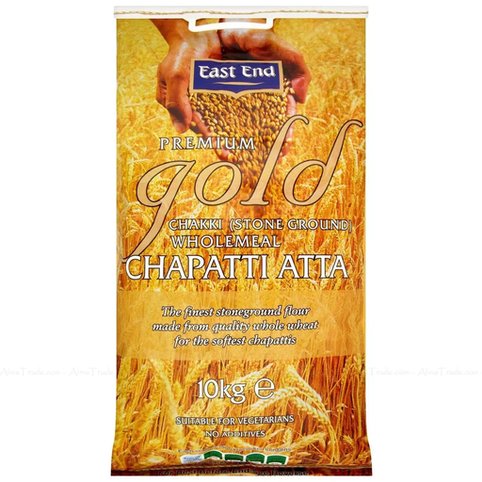 East End
PREMIUM
gold
CHAKKI (STONE GROUND)
WHOLEMEAL
CHAPATTI ATTA
The finest stoneground flour
made from quality whole wheat
for the softest chapattis
10kg ℮
SUITABLE FOR VEGETARIANS
NO ADDITIVES